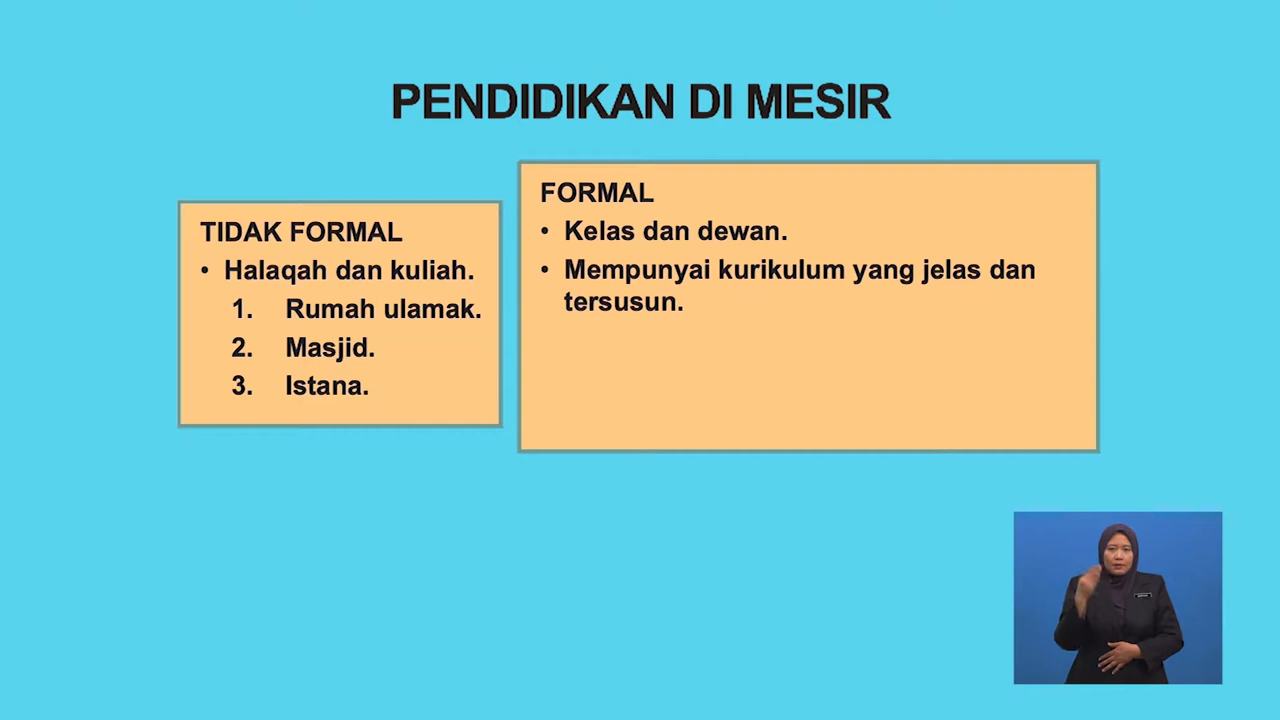 PENDIDIKAN DI MESIR
TIDAK FORMAL
• Halaqah dan kuliah.
1. Rumah ulamak.
2. Masjid.
3. Istana.
FORMAL
• Kelas dan dewan.
• Mempunyai kurikulum yang jelas dan
tersusun.